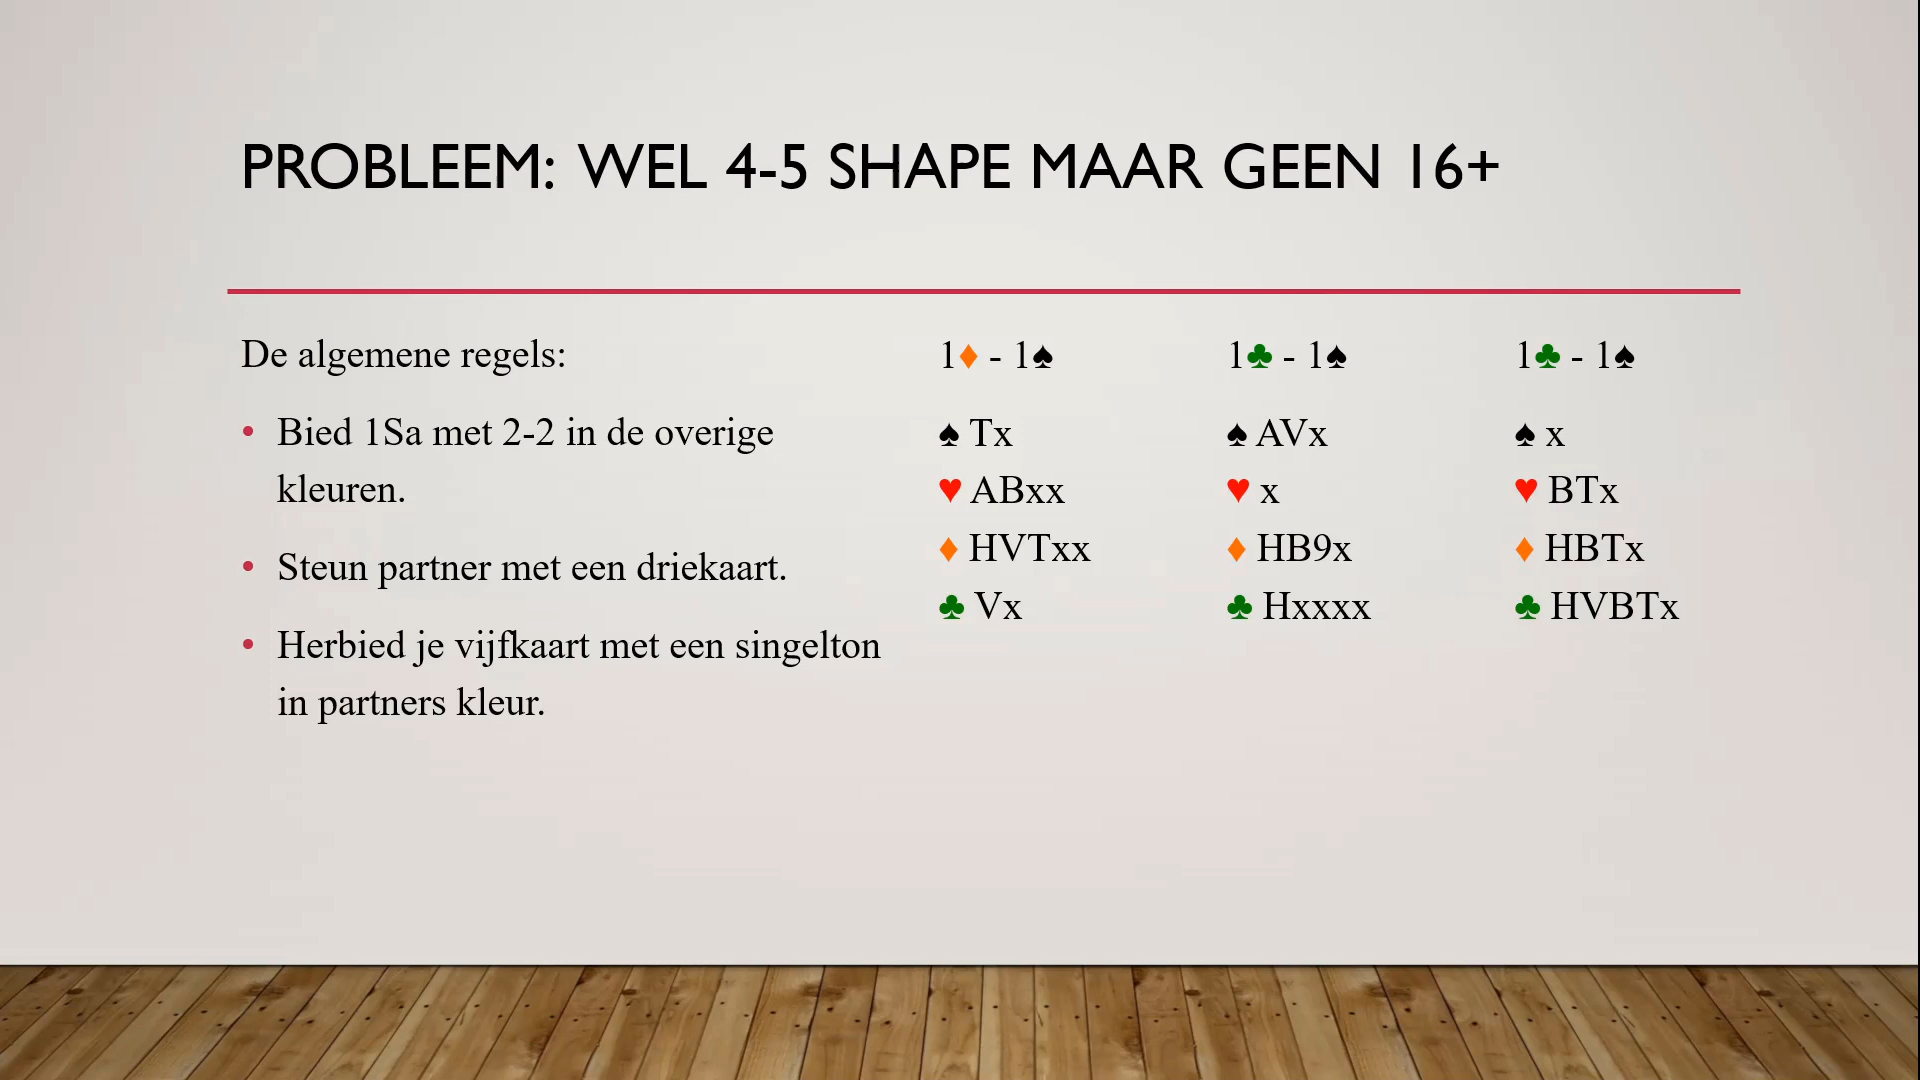 PROBLEEM: WEL 4-5 SHAPE MAAR GEEN 16+
De algemene regels:
• Bied 1Sa met 2-2 in de overige
kleuren.
• Steun partner met een driekaart.
• Herbied je vijfkaart met een singelton
in partners kleur.
1♦ - 1♠
♠ Tx
♥ ABxx
♦ HVTxx
♣ Vx
1♣ - 1♠
♠ AVx
♥ x
♦ HB9x
♣ Hxxxx
1♣ - 1♠
♠ x
♥ BTx
♦ HBTx
♣ HVBTx